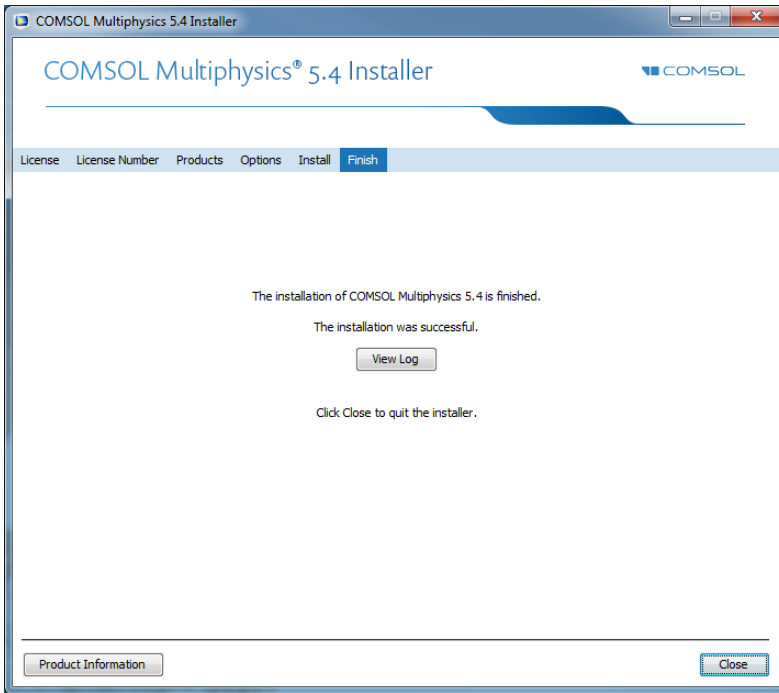 COMSOL Multiphysics 5.4 Installer
COMSOL Multiphysics® 5.4 Installer
COMSOL
License License Number Products Options Install Finish
The installation of COMSOL Multiphysics 5.4 is finished.
The installation was successful.
View Log
Click Close to quit the installer.
Product Information
Close